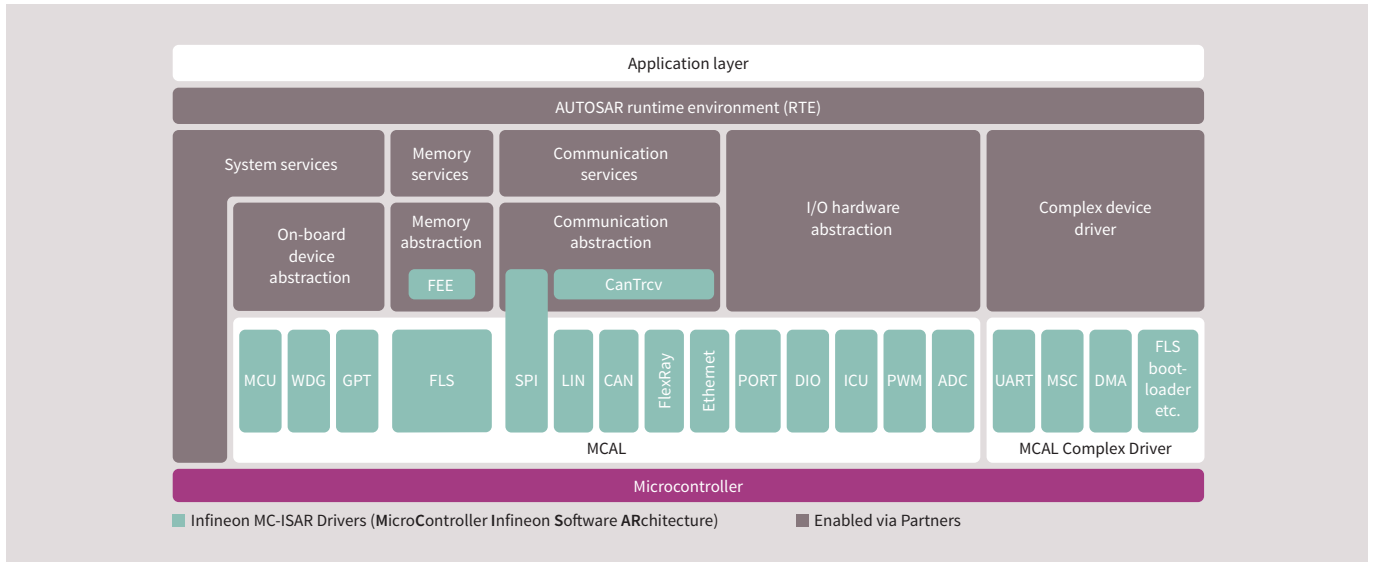 Application layer
AUTOSAR runtime environment (RTE)
System services
Memory
services
Communication
services
I/O hardware
abstraction
Complex device
driver
On-board
device
abstraction
Memory
abstraction
FEE
Communication
abstraction
CanTrcv
MCU
WDG
GPT
FLS
SPI
LIN
CAN
FlexRay
Ethernet
PORT
DIO
ICU
PWM
ADC
UART
MSC
DMA
FLS
boot-
loader
etc.
MCAL
MCAL Complex Driver
Microcontroller
Infineon MC-ISAR Drivers (MicroController Infineon Software ARchitecture)
Enabled via Partners